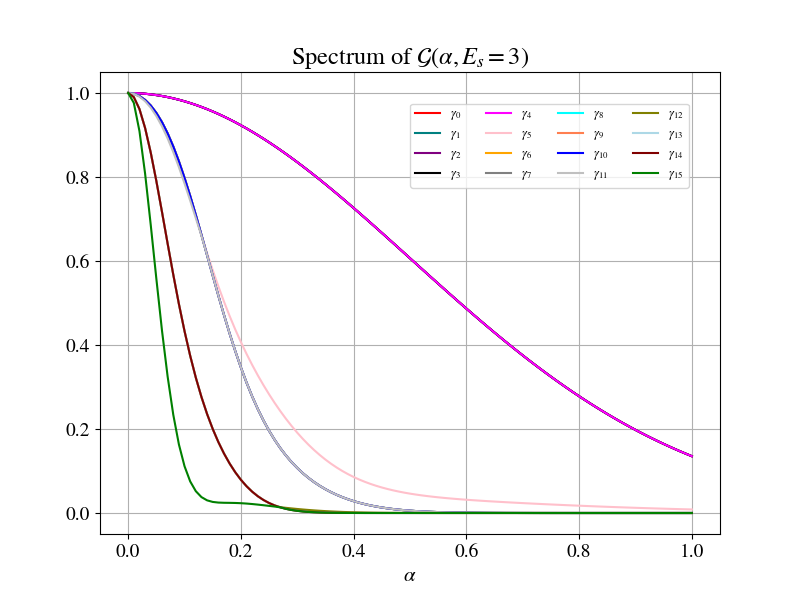 Spectrum of 𝒢(α, E_s = 3)
1.0
0.8
0.6
0.4
0.2
0.0
γ₀ γ₄ γ₈ γ₁₂
γ₁ γ₅ γ₉ γ₁₃
γ₂ γ₆ γ₁₀ γ₁₄
γ₃ γ₇ γ₁₁ γ₁₅
0.0 0.2 0.4 0.6 0.8 1.0
α